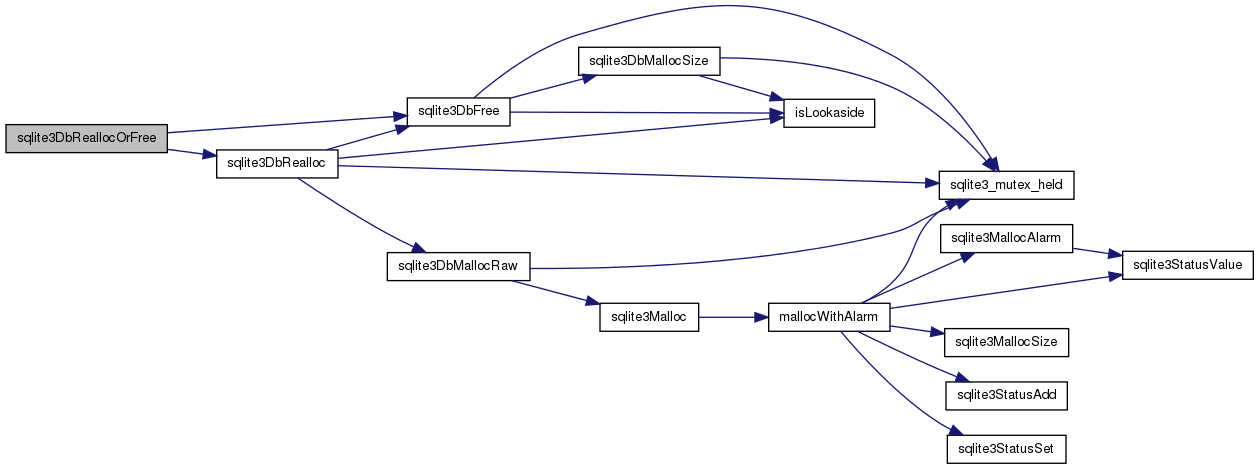 sqlite3DbReallocOrFree
sqlite3DbFree
sqlite3DbRealloc
sqlite3DbMallocSize
isLookaside
sqlite3_mutex_held
sqlite3DbMallocRaw
sqlite3Malloc
mallocWithAlarm
sqlite3MallocAlarm
sqlite3StatusValue
sqlite3MallocSize
sqlite3StatusAdd
sqlite3StatusSet